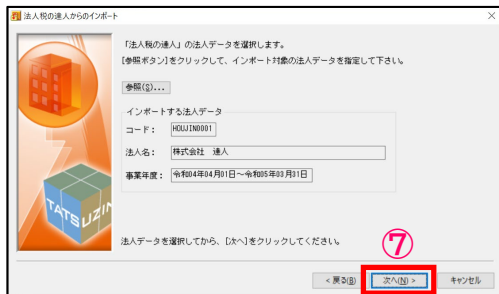 法人税の達人からのインポート
「法人税の達人」の法人データを選択します。
[参照ボタン]をクリックして、インポート対象の法人データを指定して下さい。
参照(S)...
インポートする法人データ
コード： HOUJIN0001
法人名： 株式会社　達人
事業年度： 令和04年04月01日～令和05年03月31日
TATSUZIN
法人データを選択してから、[次へ]をクリックしてください。
⑦
< 戻る(B) 次へ(N) > キャンセル